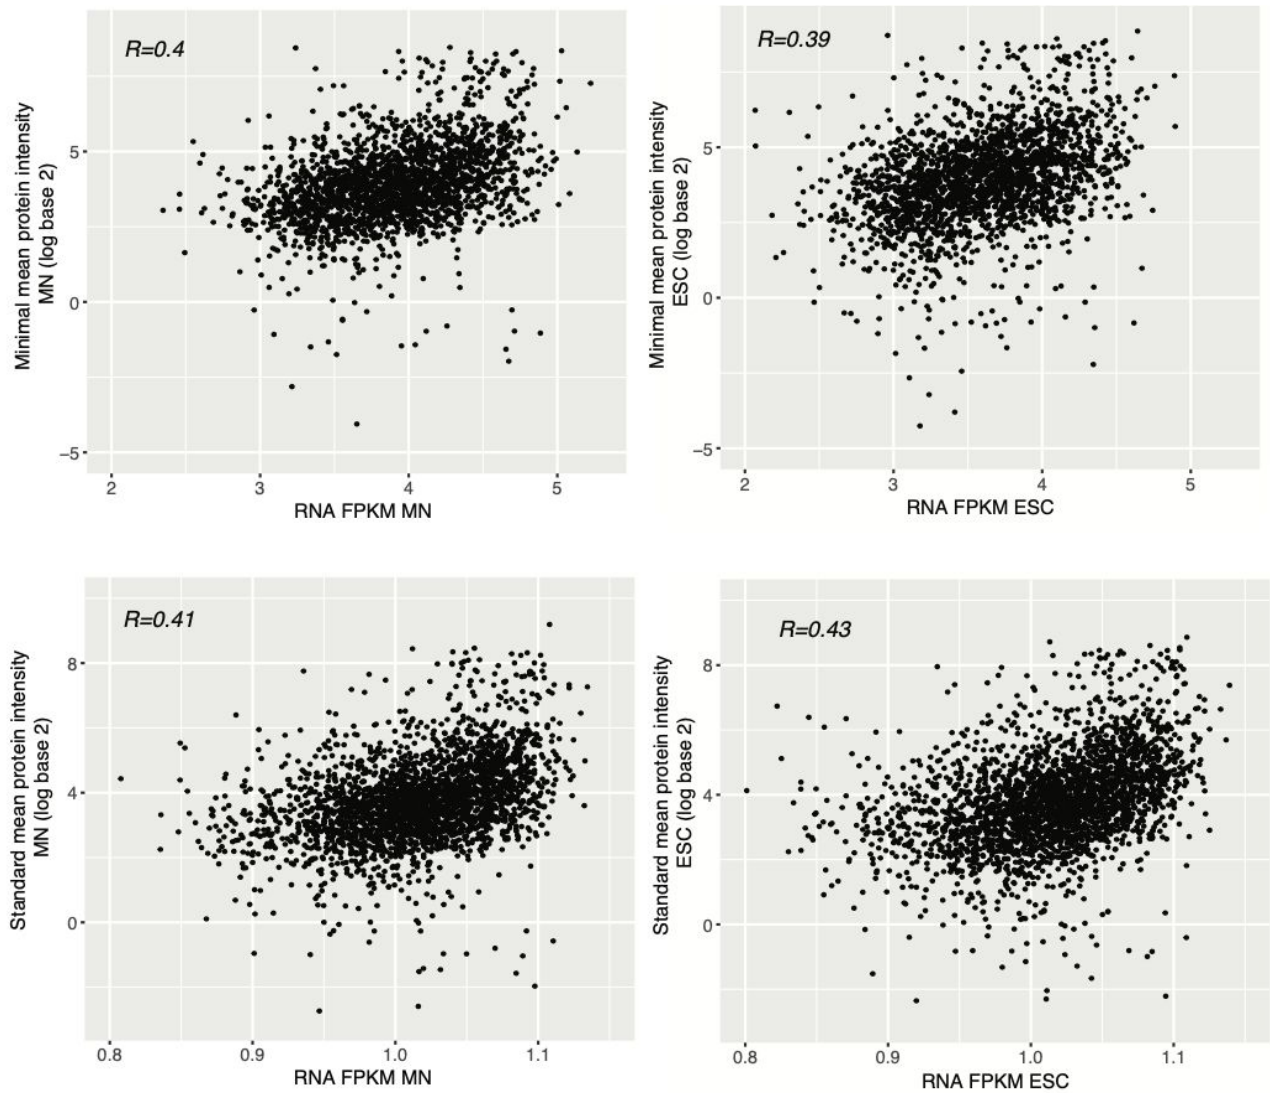 R=0.4
Minimal mean protein intensity
MN (log base 2)
5
0
−5
2 3 4 5
RNA FPKM MN
R=0.39
Minimal mean protein intensity
ESC (log base 2)
5
0
−5
2 3 4 5
RNA FPKM ESC
R=0.41
Standard mean protein intensity
MN (log base 2)
8
4
0
0.8 0.9 1.0 1.1
RNA FPKM MN
R=0.43
Standard mean protein intensity
ESC (log base 2)
8
4
0
0.8 0.9 1.0 1.1
RNA FPKM ESC